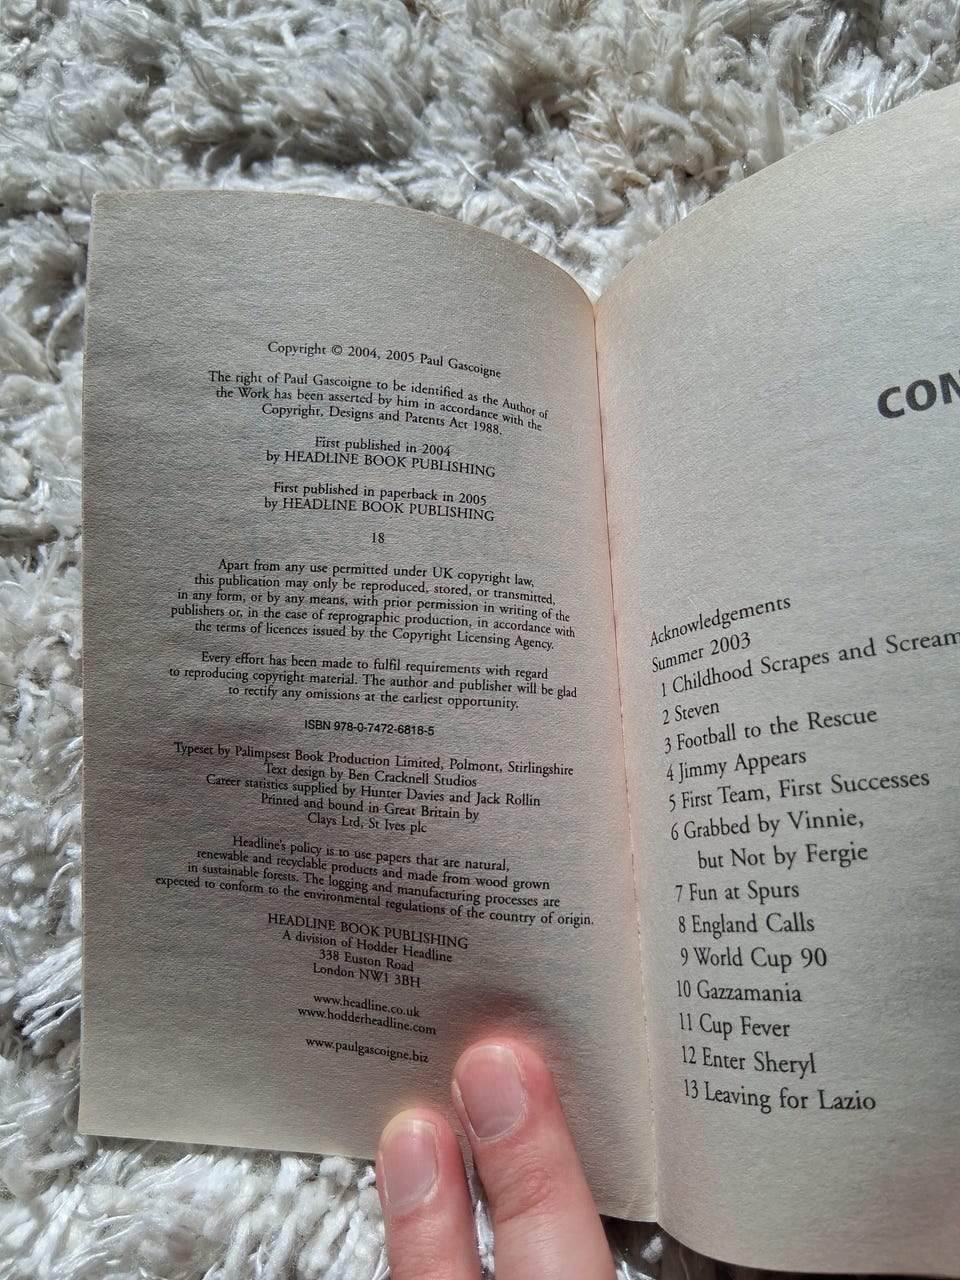 Copyright © 2004, 2005 Paul Gascoigne
The right of Paul Gascoigne to be identified as the Author of
the Work has been asserted by him in accordance with the
Copyright, Designs and Patents Act 1988.
First published in 2004
by HEADLINE BOOK PUBLISHING
First published in paperback in 2005
by HEADLINE BOOK PUBLISHING
18
Apart from any use permitted under UK copyright law,
this publication may only be reproduced, stored, or transmitted,
in any form, or by any means, with prior permission in writing of the
publishers or, in the case of reprographic production, in accordance with
the terms of licences issued by the Copyright Licensing Agency.
Every effort has been made to fulfil requirements with regard
to reproducing copyright material. The author and publisher will be glad
to rectify any omissions at the earliest opportunity.
ISBN 978-0-7472-6818-5
Typeset by Palimpsest Book Production Limited, Polmont, Stirlingshire
Text design by Ben Cracknell Studios
Career statistics supplied by Hunter Davies and Jack Rollin
Printed and bound in Great Britain by
Clays Ltd, St Ives plc
Headline's policy is to use papers that are natural,
renewable and recyclable products and made from wood grown
in sustainable forests. The logging and manufacturing processes are
expected to conform to the environmental regulations of the country of origin.
HEADLINE BOOK PUBLISHING
A division of Hodder Headline
338 Euston Road
London NW1 3BH
www.headline.co.uk
www.hodderheadline.com
www.paulgascoigne.biz
CON
Acknowledgements
Summer 2003
1 Childhood Scrapes and Scream
2 Steven
3 Football to the Rescue
4 Jimmy Appears
5 First Team, First Successes
6 Grabbed by Vinnie,
but Not by Fergie
7 Fun at Spurs
8 England Calls
9 World Cup 90
10 Gazzamania
11 Cup Fever
12 Enter Sheryl
13 Leaving for Lazio